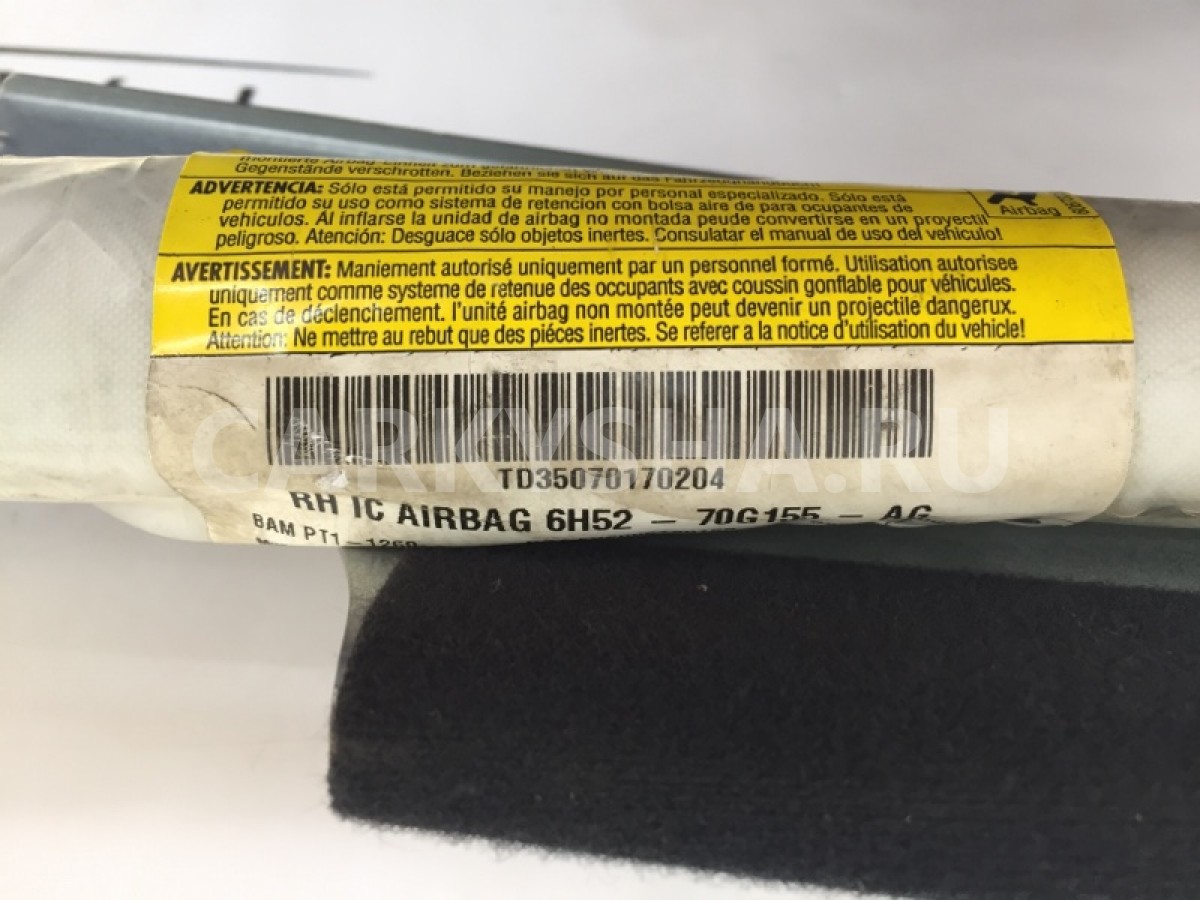 montierte Airbag
Gegenstände verschrotten. Beziehen sie sich auf das
ADVERTENCIA: Sólo está permitido su manejo por personal especializado. Sólo está
permitido su uso como sistema de retencion con bolsa aire de para ocupantes de
vehiculos. Al inflarse la unidad de airbag no montada peude convertirse en un proyectil
peligroso. Atención: Desguace sólo objetos inertes. Consulatar el manual de uso del vehiculo!
Airbag
AVERTISSEMENT: Maniement autorisé uniquement par un personnel formé. Utilisation autorisee
uniquement comme systeme de retenue des occupants avec coussin gonflable pour véhicules.
En cas de déclenchement. l'unité airbag non montée peut devenir un projectile dangerux.
Attention: Ne mettre au rebut que des piéces inertes. Se referer a la notice d'utilisation du vehicle!
CARKYSHA.RU
TD35070170204
RH IC AIRBAG 6H52 - 70G155 - AG
BAM PT1-1260